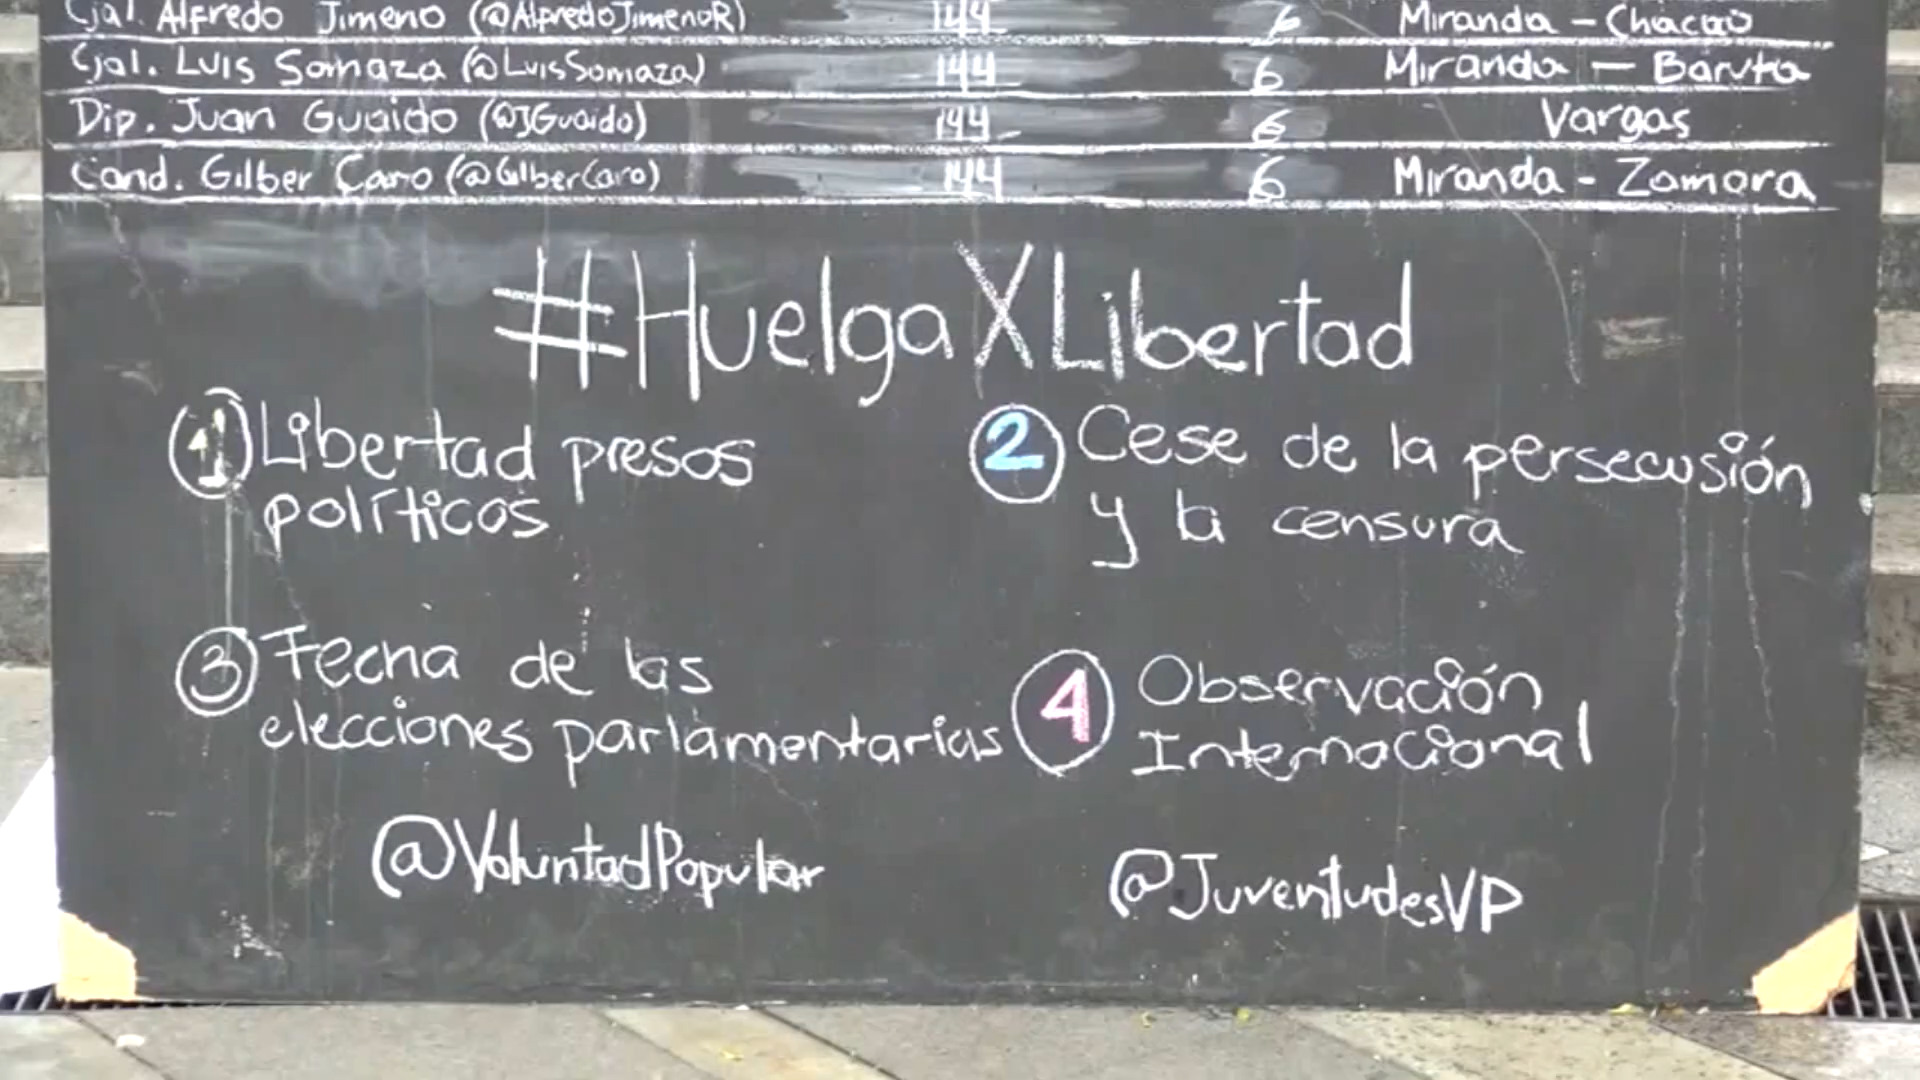 Cjal. Alfredo Jimeno (@AlfredoJimenoR) 144 6 Miranda - Chacao
Cjal. Luis Somaza (@LuisSomaza) 144 6 Miranda - Baruta
Dip. Juan Guaido (@JGuaido) 144 6 Vargas
Cand. Gilber Caro (@GilberCaro) 144 6 Miranda - Zamora
#HuelgaXLibertad
1 Libertad presos
políticos
2 Cese de la persecusión
y la censura
3 Fecha de las
elecciones parlamentarias
4 Observación
Internacional
@VoluntadPopular
@JuventudesVP